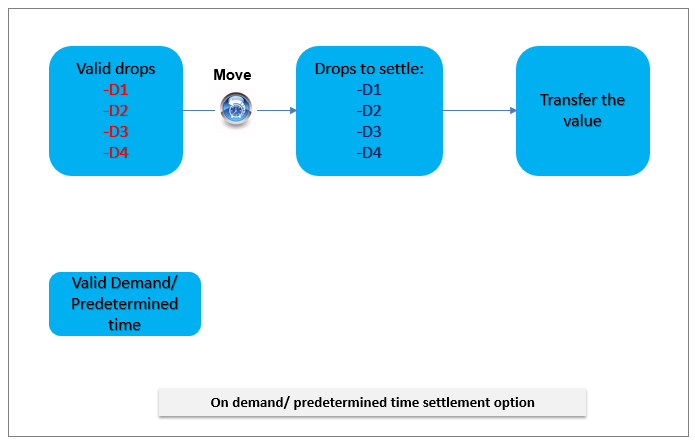 Valid drops
-D1
-D2
-D3
-D4
Move
Drops to settle:
-D1
-D2
-D3
-D4
Transfer the
value
Valid Demand/
Predetermined
time
On demand/ predetermined time settlement option